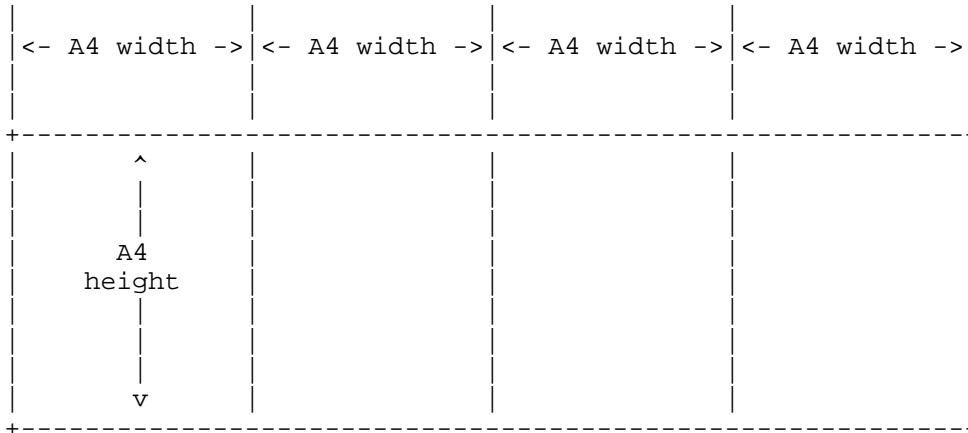 <- A4 width -> <- A4 width -> <- A4 width -> <- A4 width ->
^
A4
height
v